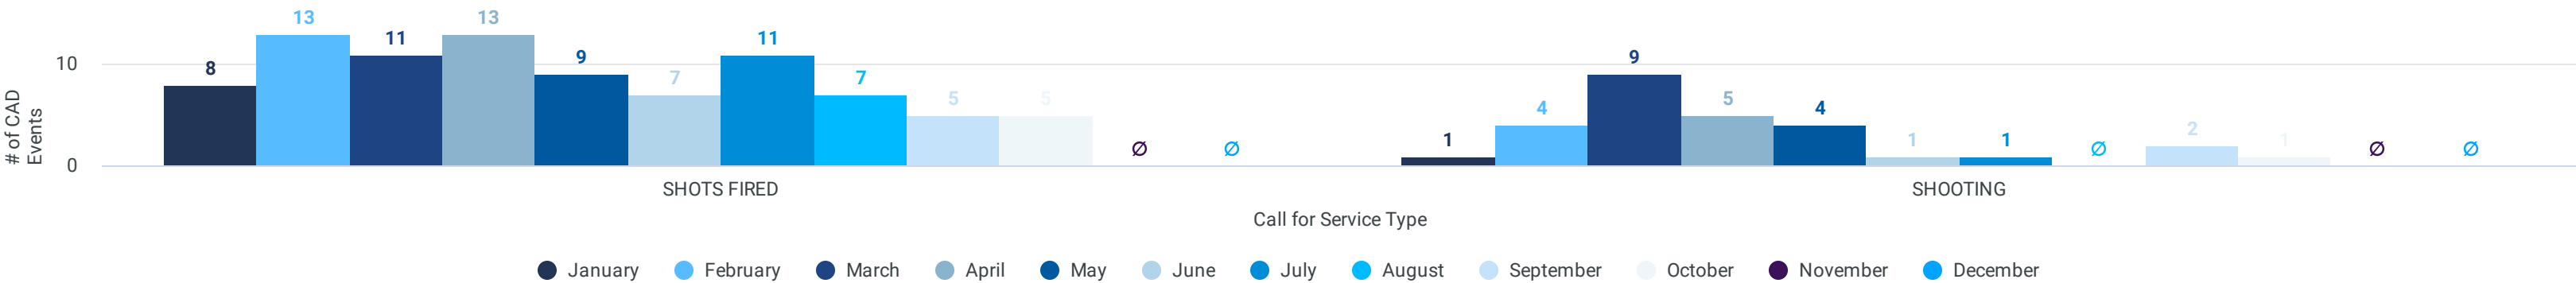 13 13
11 11
9 9
10 8 7 7
5 5 4 5 4
1 1 1 2 1
∅ ∅ ∅ ∅ ∅
0
# of CAD
Events
SHOTS FIRED SHOOTING
Call for Service Type
January February March April May June July August September October November December